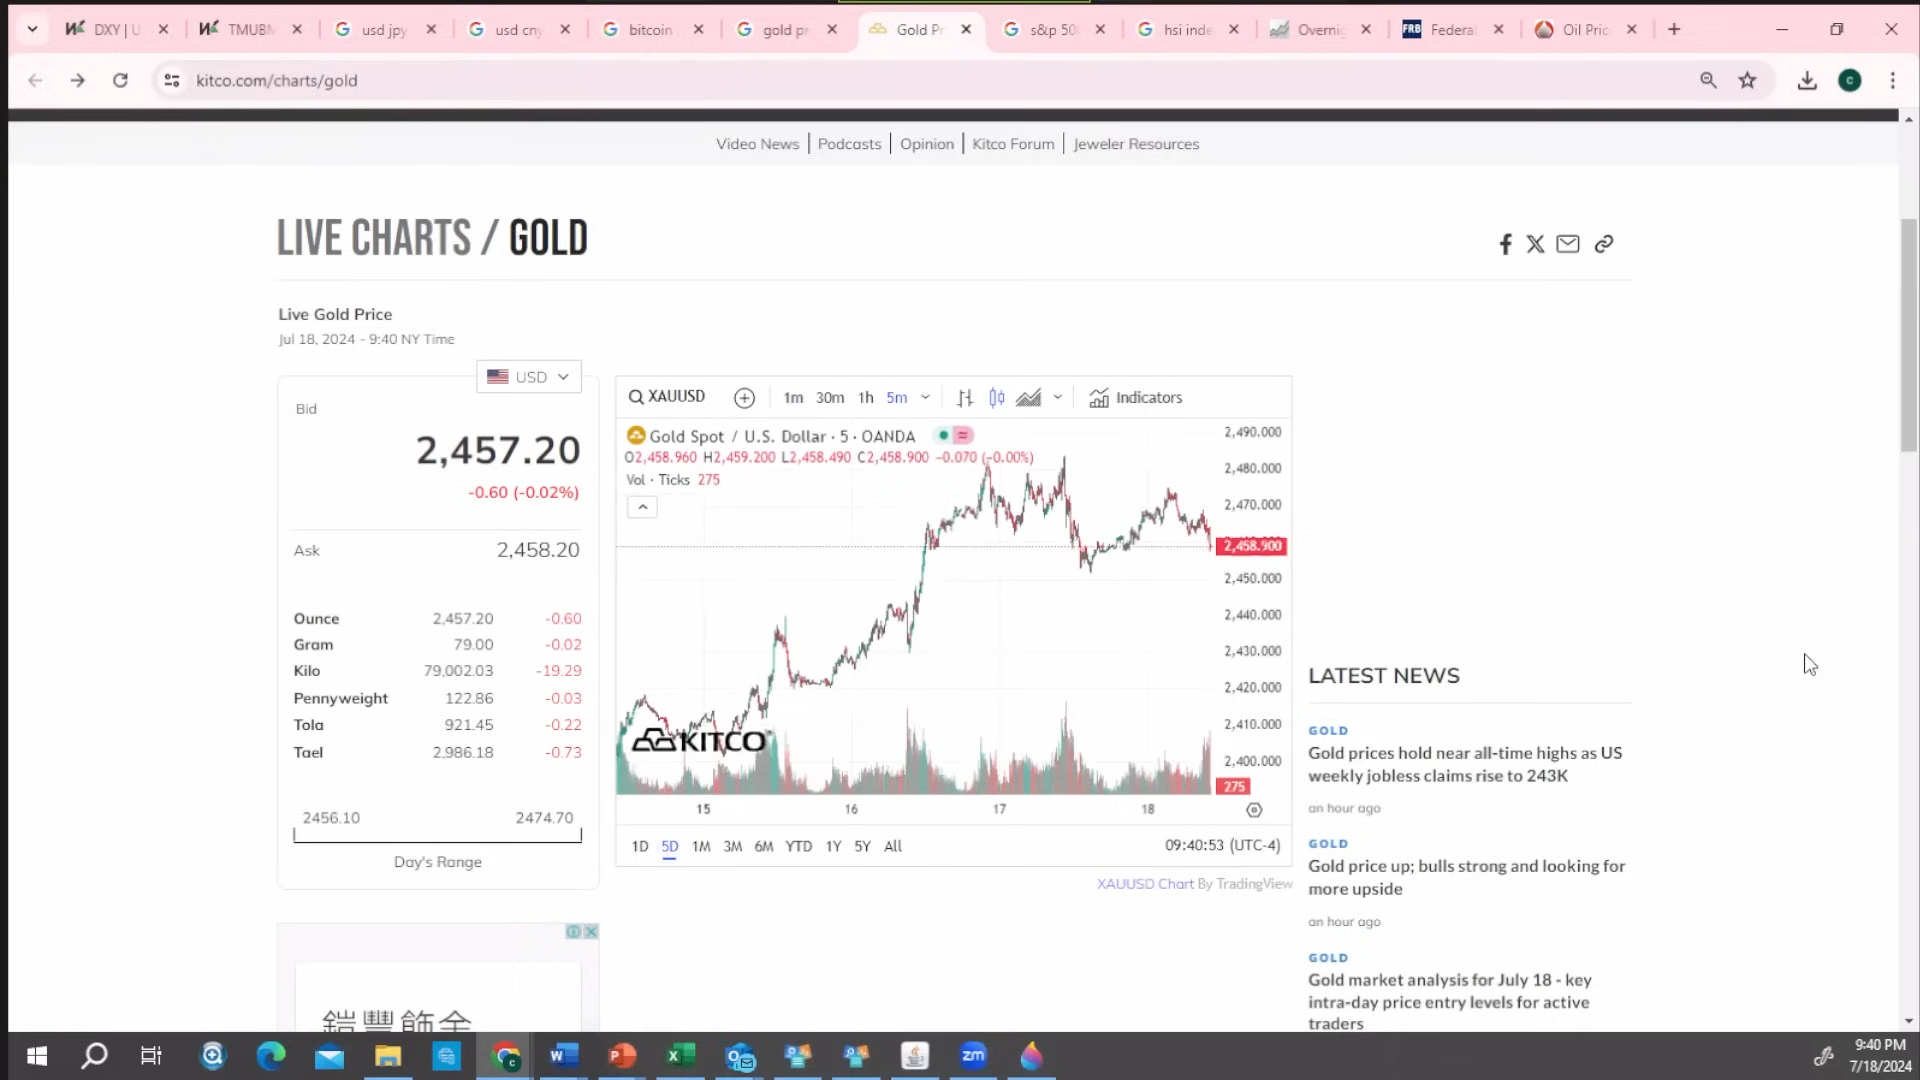 DXY | U
TMUBM
usd jpy
usd cny
bitcoin
gold pr
Gold Pr
s&p 50
hsi inde
Overnig
FRB Federa
Oil Pric
kitco.com/charts/gold
C
Video News | Podcasts | Opinion | Kitco Forum | Jeweler Resources
LIVE CHARTS / GOLD
Live Gold Price
Jul 18, 2024 - 9:40 NY Time
USD
Bid
2,457.20
-0.60 (-0.02%)
Ask 2,458.20
Ounce 2,457.20 -0.60
Gram 79.00 -0.02
Kilo 79,002.03 -19.29
Pennyweight 122.86 -0.03
Tola 921.45 -0.22
Tael 2,986.18 -0.73
2456.10 2474.70
Day's Range
XAUUSD 1m 30m 1h 5m Indicators
Gold Spot / U.S. Dollar · 5 · OANDA
O2,458.960 H2,459.200 L2,458.490 C2,458.900 −0.070 (−0.00%)
Vol · Ticks 275
2,490.000
2,480.000
2,470.000
2,458.900
2,450.000
2,440.000
2,430.000
2,420.000
2,410.000
2,400.000
275
KITCO
15 16 17 18
1D 5D 1M 3M 6M YTD 1Y 5Y All
09:40:53 (UTC-4)
XAUUSD Chart By TradingView
LATEST NEWS
GOLD
Gold prices hold near all-time highs as US
weekly jobless claims rise to 243K
an hour ago
GOLD
Gold price up; bulls strong and looking for
more upside
an hour ago
GOLD
Gold market analysis for July 18 - key
intra-day price entry levels for active
traders
鎧豐飾金
zm
9:40 PM
7/18/2024